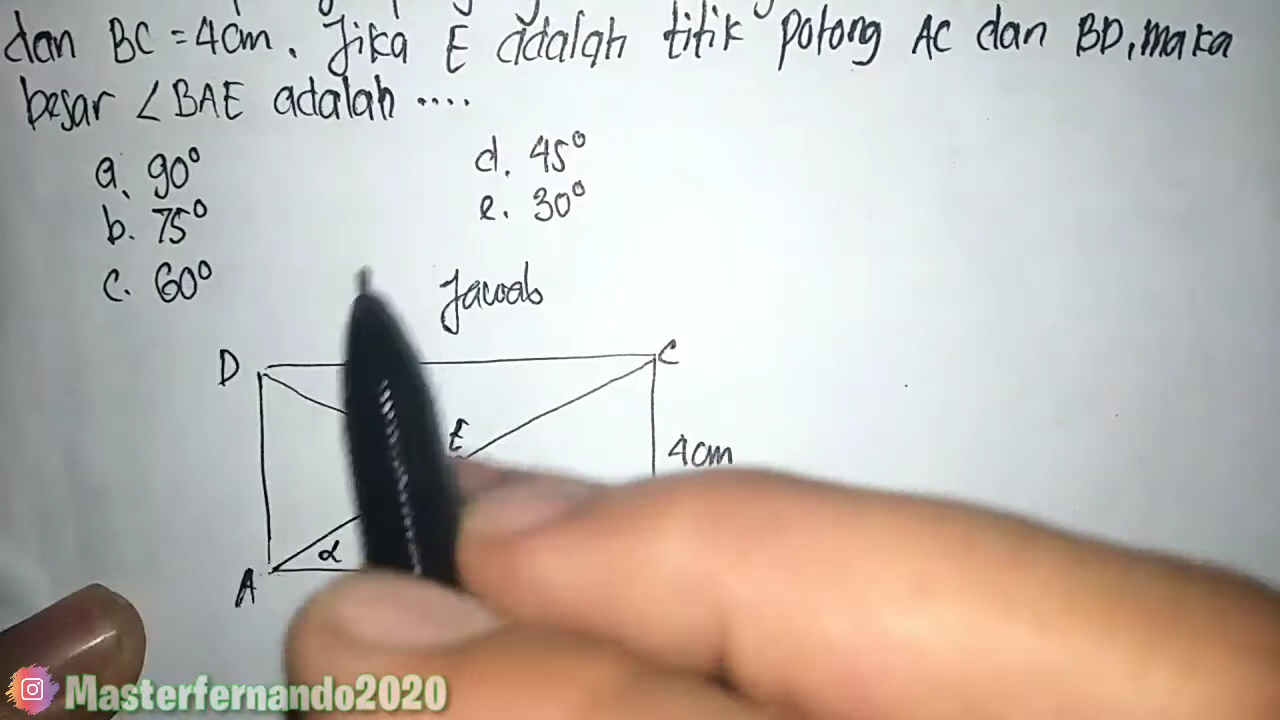 dan BC = 4cm. Jika E adalah titik potong AC dan BD, maka
besar ∠BAE adalah ....
a. 90°
b. 75°
c. 60°
d. 45°
e. 30°
Jawab
D
C
E
4cm
α
A
Masterfernando2020